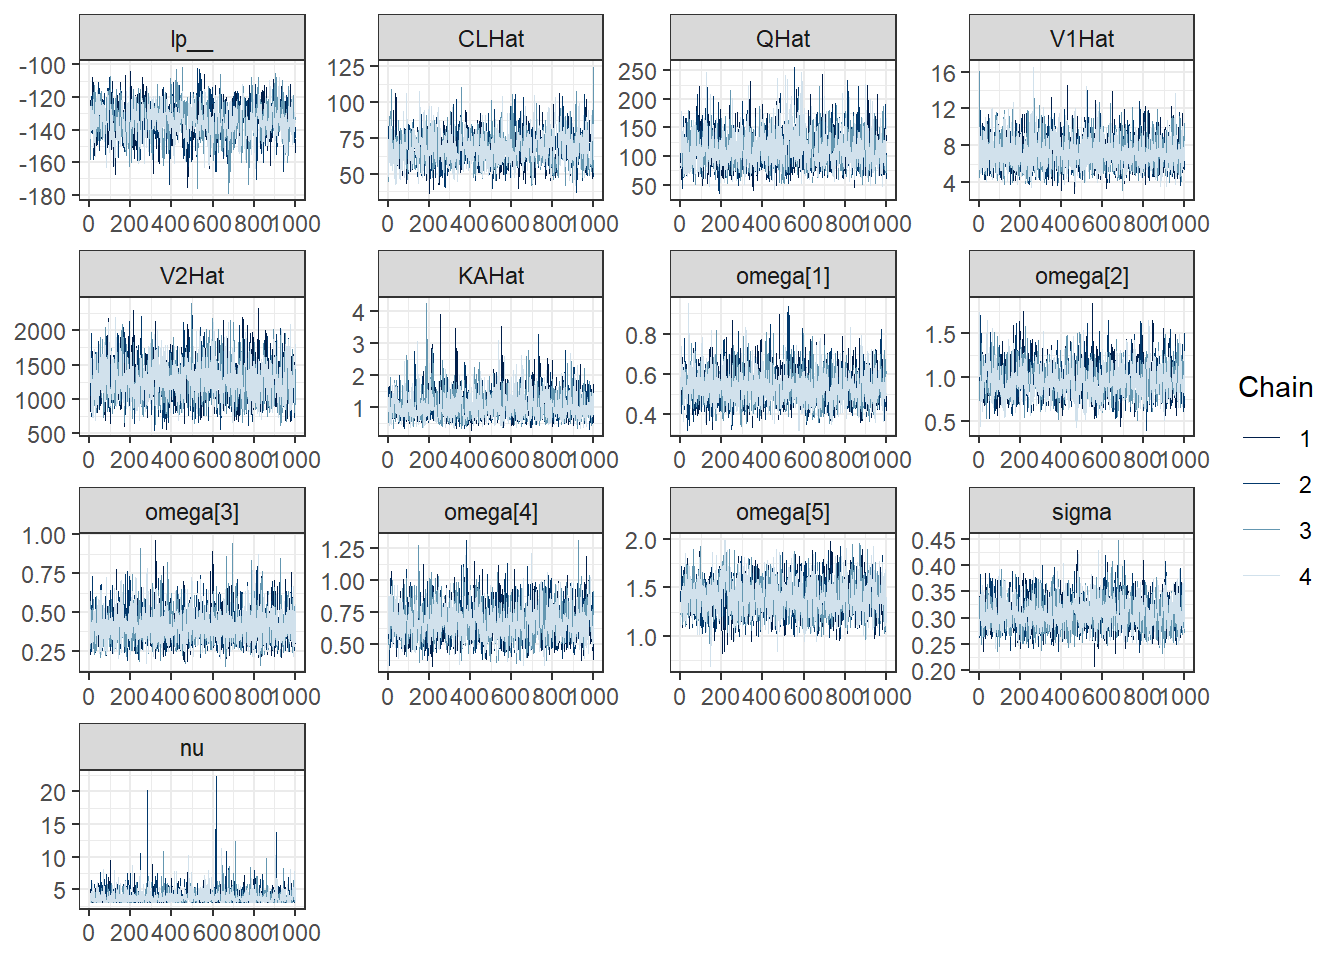 lp__ CLHat QHat V1Hat
-100 -120 -140 -160 -180
125 100 75 50
250 200 150 100 50
16 12 8 4
0 200 400 600 800 1000 0 200 400 600 800 1000 0 200 400 600 800 1000 0 200 400 600 800 1000
V2Hat KAHat omega[1] omega[2]
2000 1500 1000 500
4 3 2 1
0.8 0.6 0.4
1.5 1.0 0.5
0 200 400 600 800 1000 0 200 400 600 800 1000 0 200 400 600 800 1000 0 200 400 600 800 1000
omega[3] omega[4] omega[5] sigma
1.00 0.75 0.50 0.25
1.25 1.00 0.75 0.50
2.0 1.5 1.0
0.45 0.40 0.35 0.30 0.25 0.20
0 200 400 600 800 1000 0 200 400 600 800 1000 0 200 400 600 800 1000 0 200 400 600 800 1000
nu
20 15 10 5
0 200 400 600 800 1000
Chain
1
2
3
4